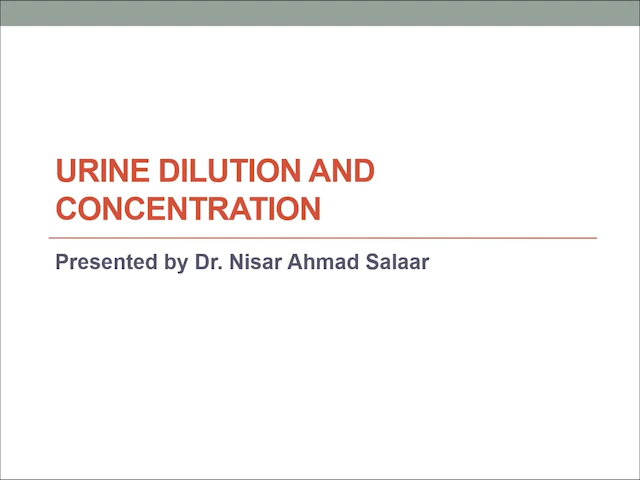 URINE DILUTION AND
CONCENTRATION
Presented by Dr. Nisar Ahmad Salaar